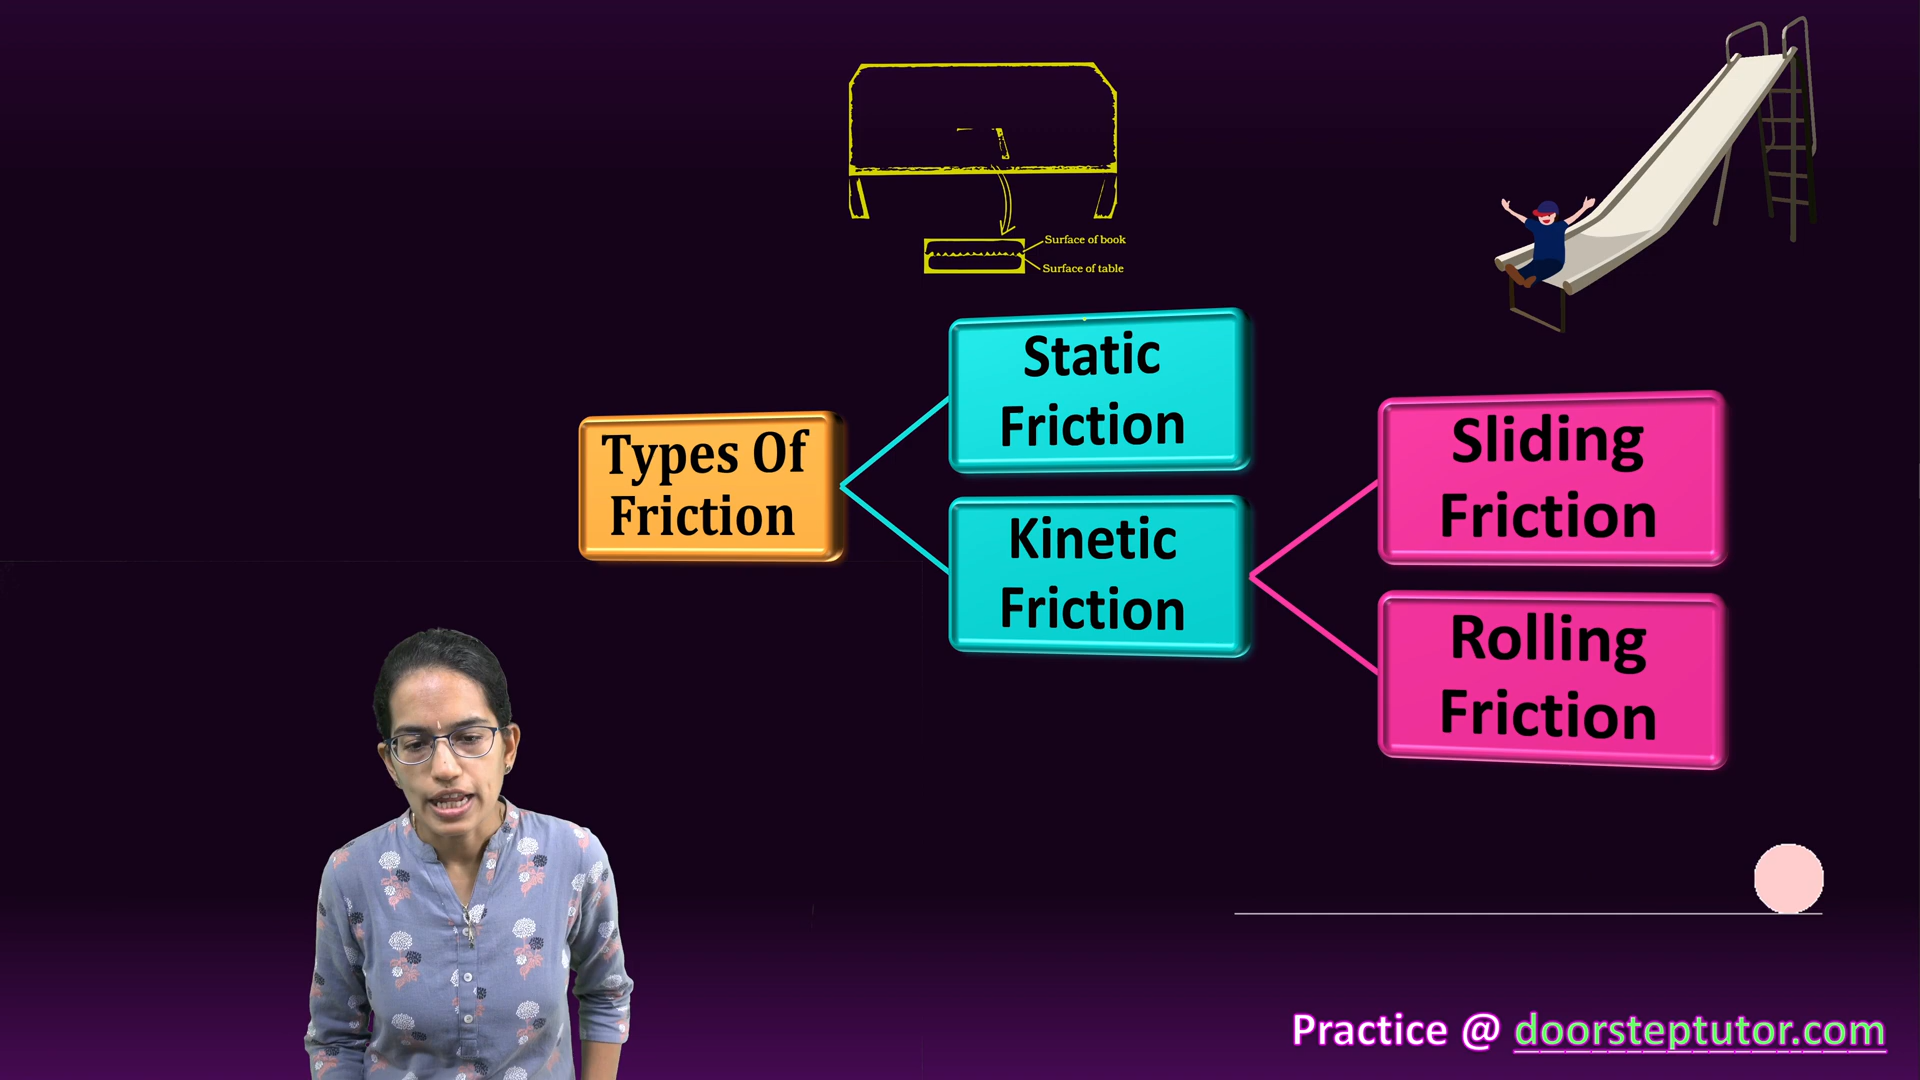 Surface of book
Surface of table
Types Of
Friction
Static
Friction
Kinetic
Friction
Sliding
Friction
Rolling
Friction
Practice @ doorsteptutor.com